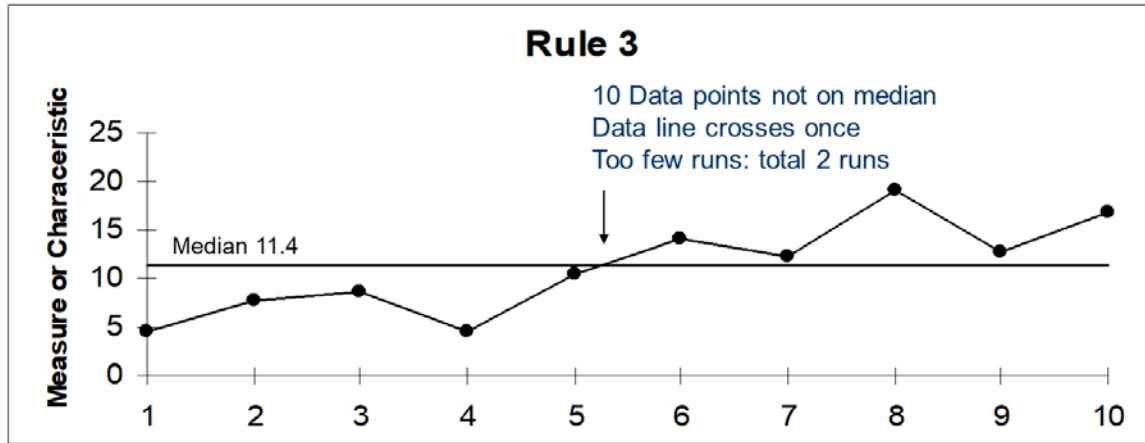 Rule 3
10 Data points not on median
Data line crosses once
Too few runs: total 2 runs
Measure or Characeristic
25
20
15
10
5
0
Median 11.4
1 2 3 4 5 6 7 8 9 10